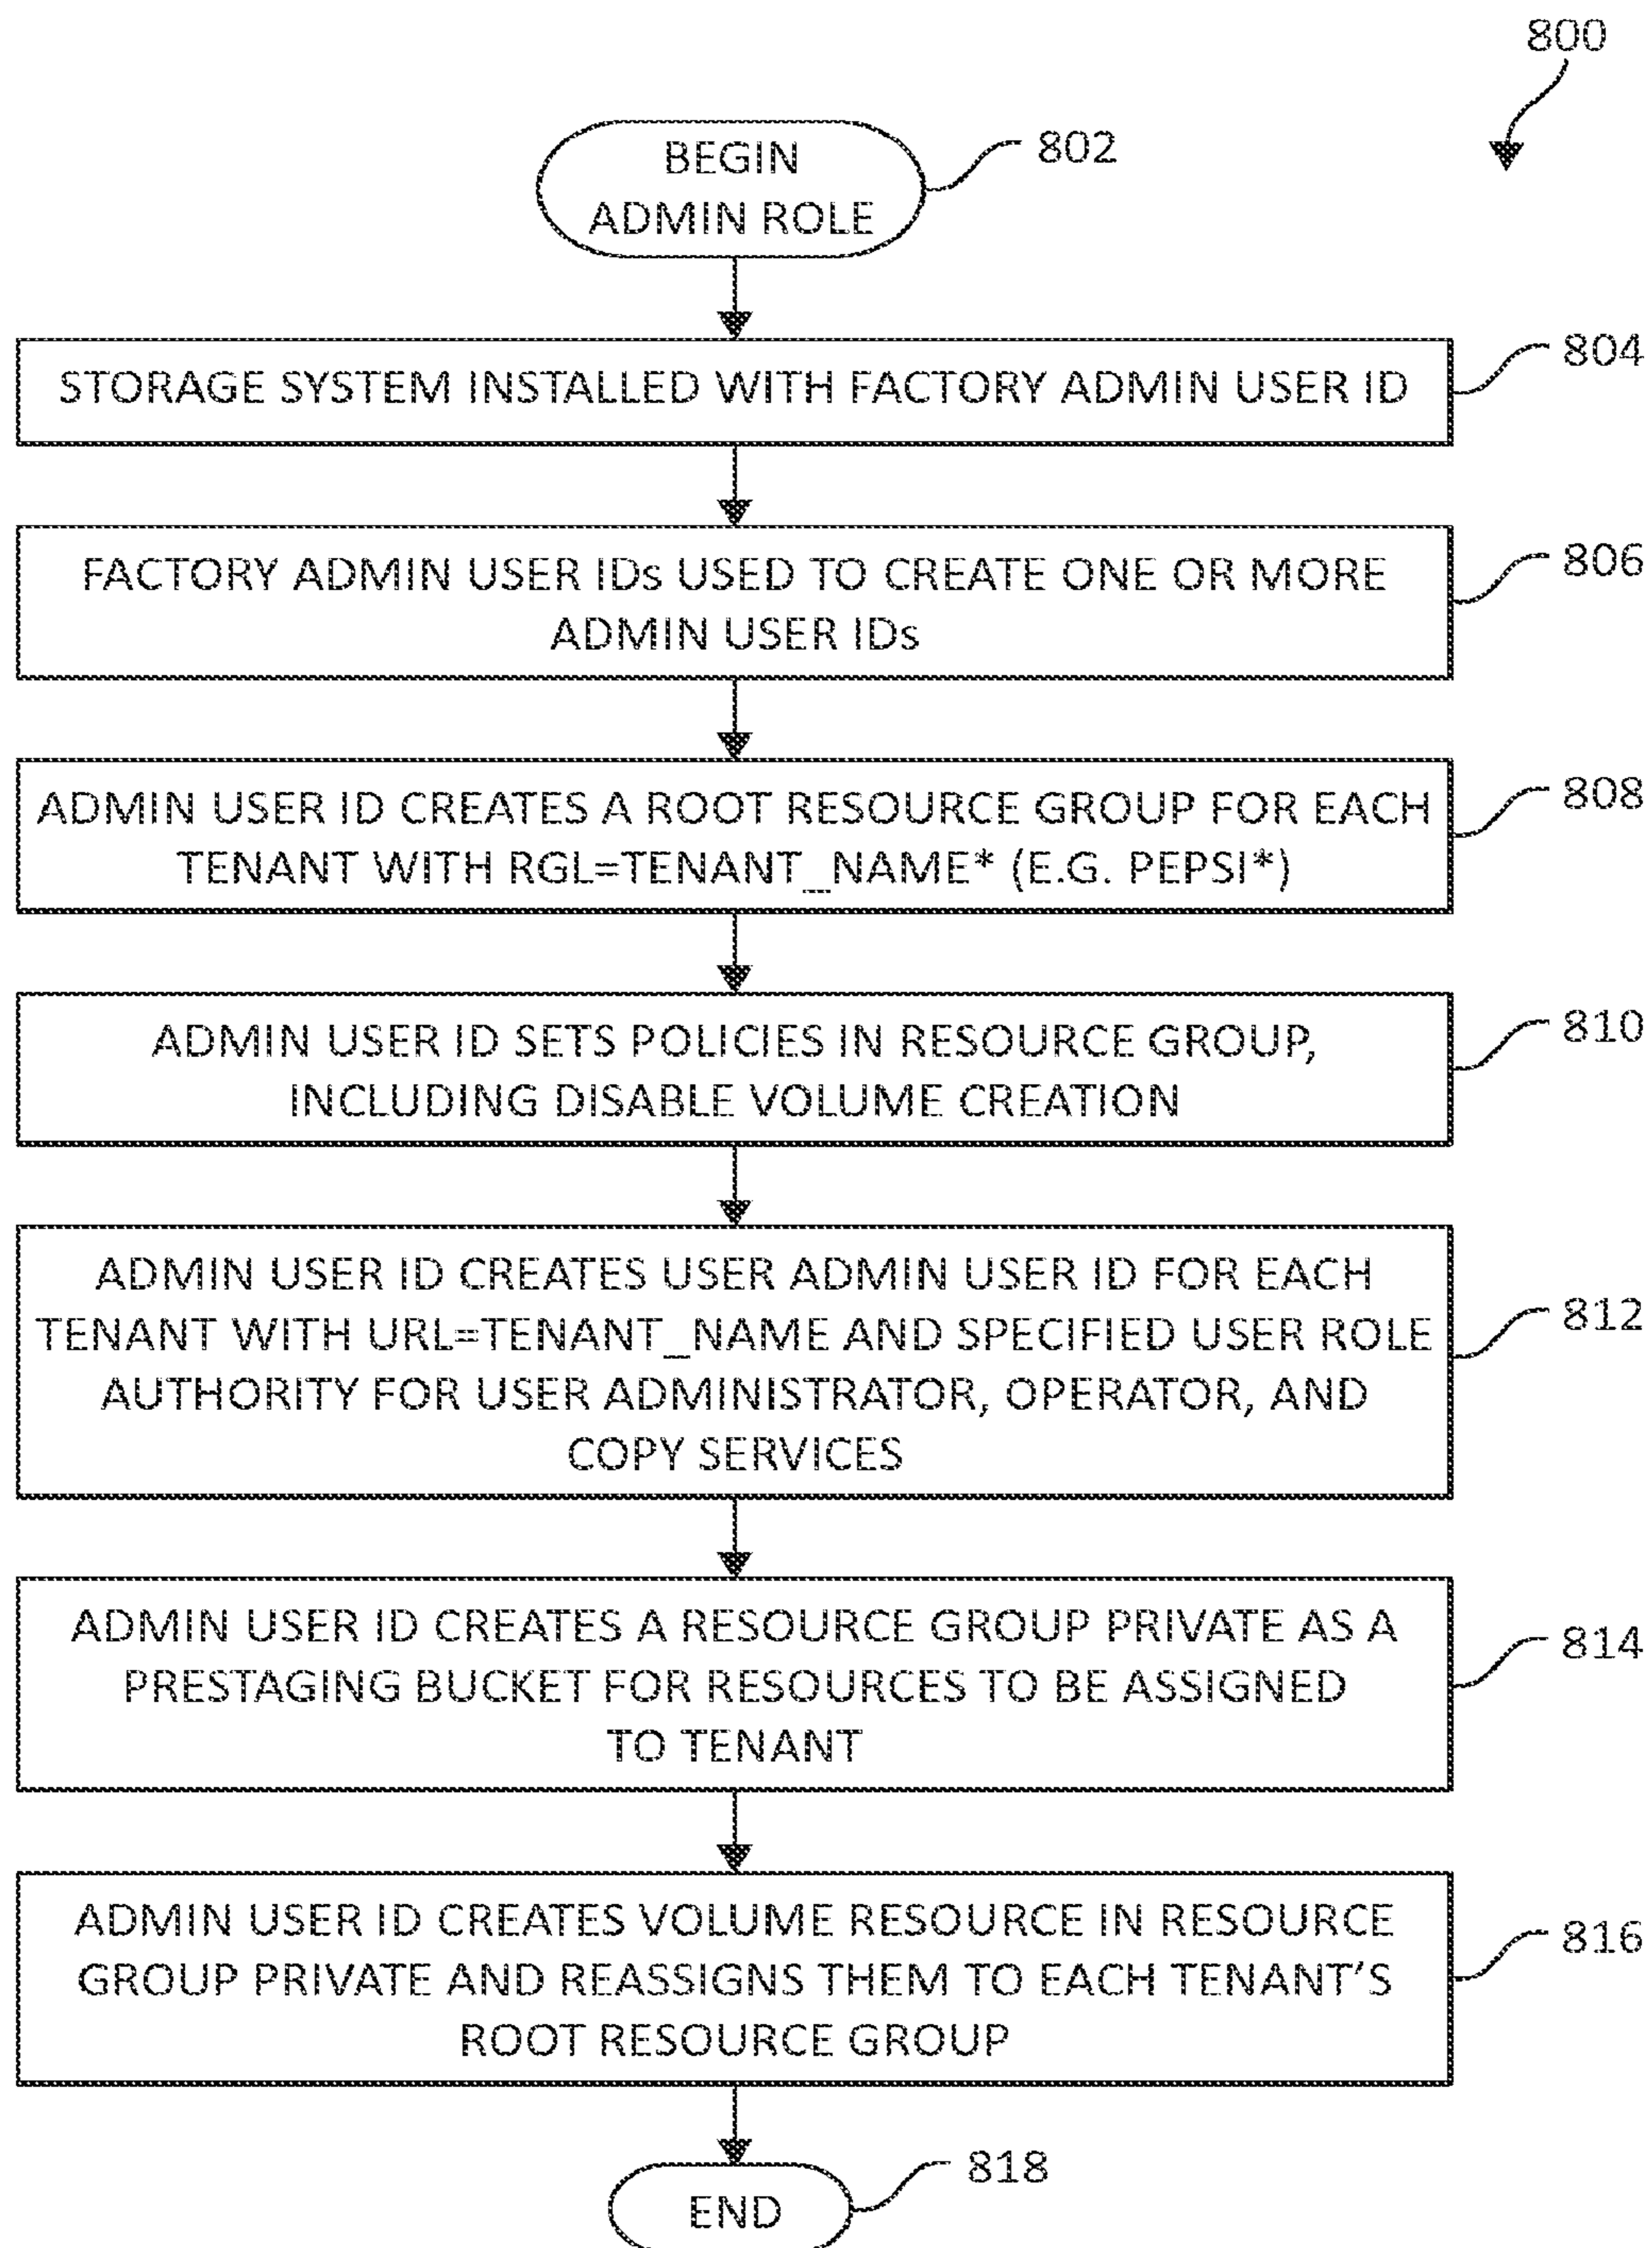 800
BEGIN
ADMIN ROLE
802
STORAGE SYSTEM INSTALLED WITH FACTORY ADMIN USER ID
804
FACTORY ADMIN USER IDs USED TO CREATE ONE OR MORE
ADMIN USER IDs
806
ADMIN USER ID CREATES A ROOT RESOURCE GROUP FOR EACH
TENANT WITH RGL=TENANT_NAME* (E.G. PEPSI*)
808
ADMIN USER ID SETS POLICIES IN RESOURCE GROUP,
INCLUDING DISABLE VOLUME CREATION
810
ADMIN USER ID CREATES USER ADMIN USER ID FOR EACH
TENANT WITH URL=TENANT_NAME AND SPECIFIED USER ROLE
AUTHORITY FOR USER ADMINISTRATOR, OPERATOR, AND
COPY SERVICES
812
ADMIN USER ID CREATES A RESOURCE GROUP PRIVATE AS A
PRESTAGING BUCKET FOR RESOURCES TO BE ASSIGNED
TO TENANT
814
ADMIN USER ID CREATES VOLUME RESOURCE IN RESOURCE
GROUP PRIVATE AND REASSIGNS THEM TO EACH TENANT'S
ROOT RESOURCE GROUP
816
END
818